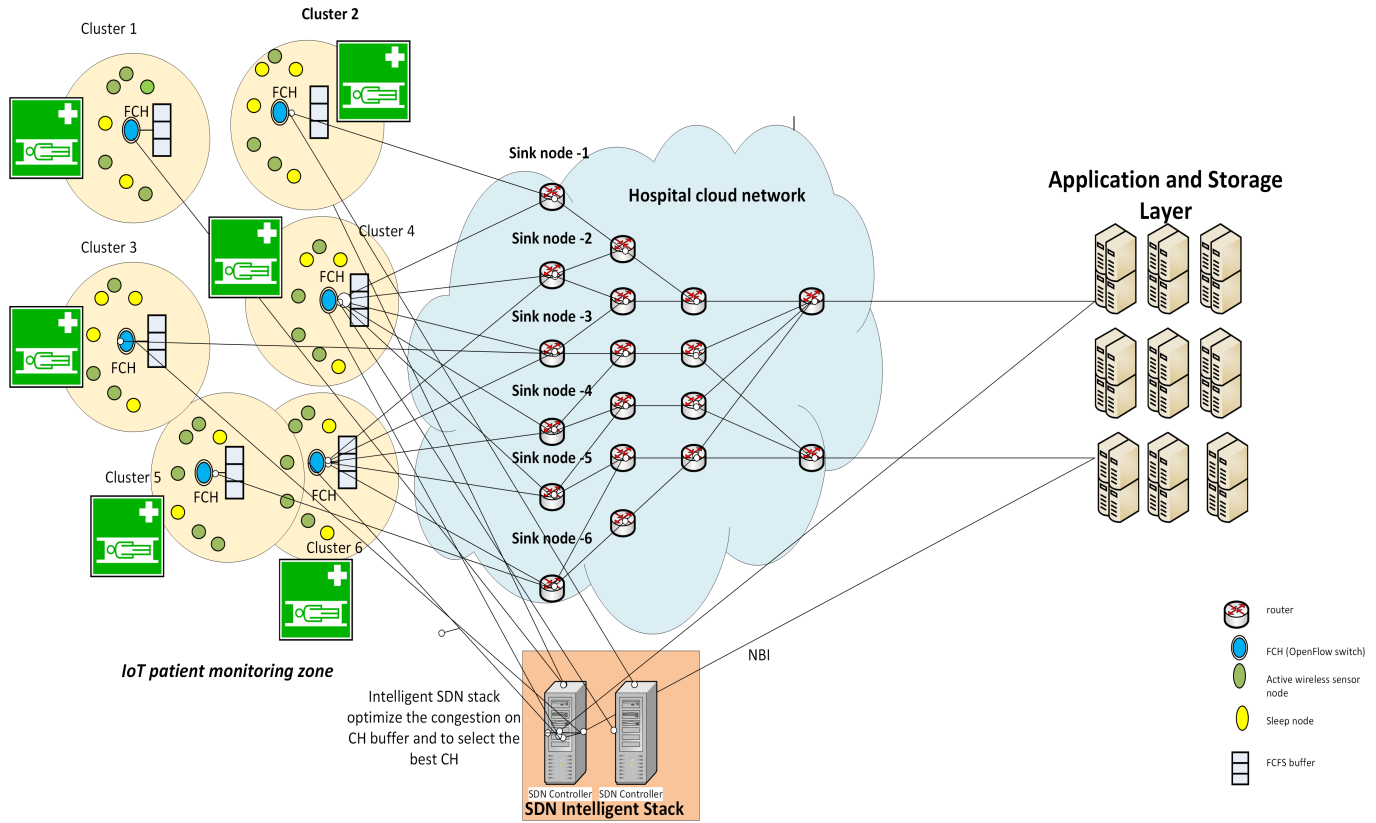 Cluster 1
Cluster 2
FCH
FCH
Cluster 3
Cluster 4
FCH
FCH
Cluster 5
FCH
FCH
Cluster 6
IoT patient monitoring zone
Sink node -1
Hospital cloud network
Sink node -2
Sink node -3
Sink node -4
Sink node -5
Sink node -6
Application and Storage
Layer
NBI
Intelligent SDN stack
optimize the congestion on
CH buffer and to select the
best CH
SDN Controller
SDN Controller
SDN Intelligent Stack
router
FCH (OpenFlow switch)
Active wireless sensor
node
Sleep node
FCFS buffer